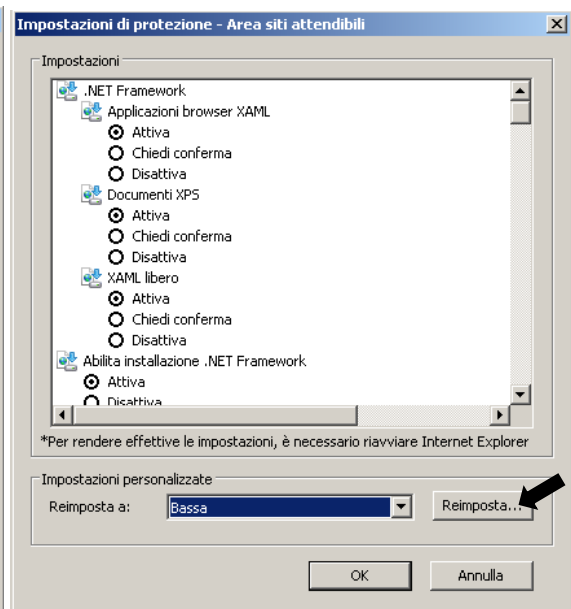 Impostazioni di protezione - Area siti attendibili
Impostazioni
.NET Framework
Applicazioni browser XAML
Attiva
Chiedi conferma
Disattiva
Documenti XPS
Attiva
Chiedi conferma
Disattiva
XAML libero
Attiva
Chiedi conferma
Disattiva
Abilita installazione .NET Framework
Attiva
Disattiva
*Per rendere effettive le impostazioni, è necessario riavviare Internet Explorer
Impostazioni personalizzate
Reimposta a: Bassa Reimposta...
OK Annulla